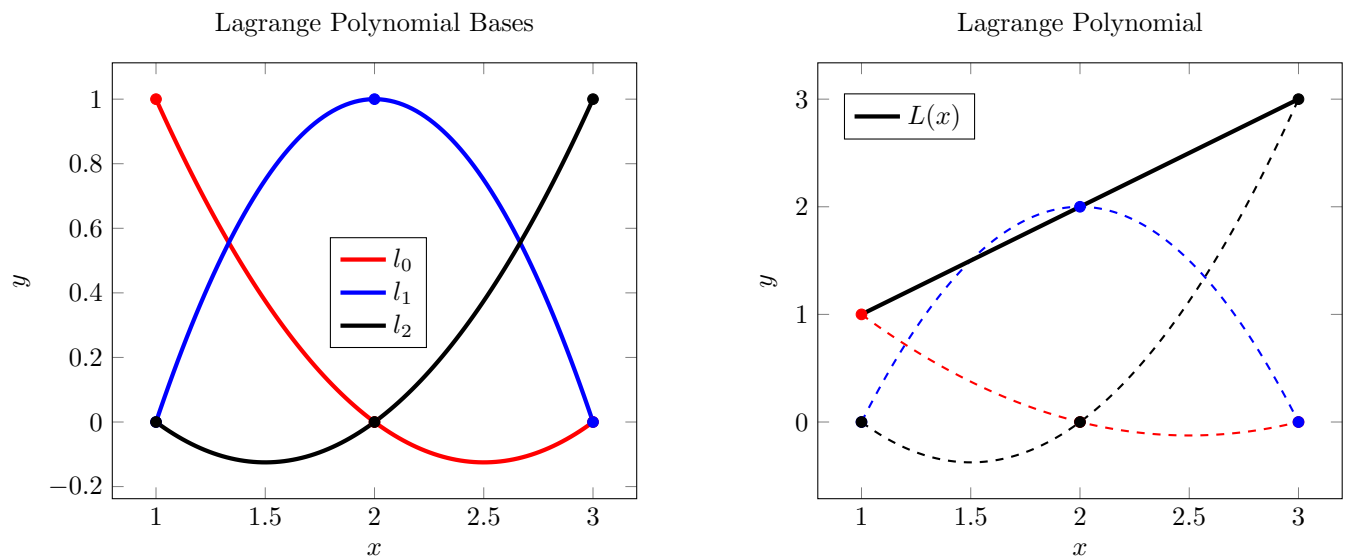 Lagrange Polynomial Bases
1
0.8
0.6
0.4
0.2
0
−0.2
y
l₀
l₁
l₂
1 1.5 2 2.5 3
x
Lagrange Polynomial
3
2
1
0
y
L(x)
1 1.5 2 2.5 3
x